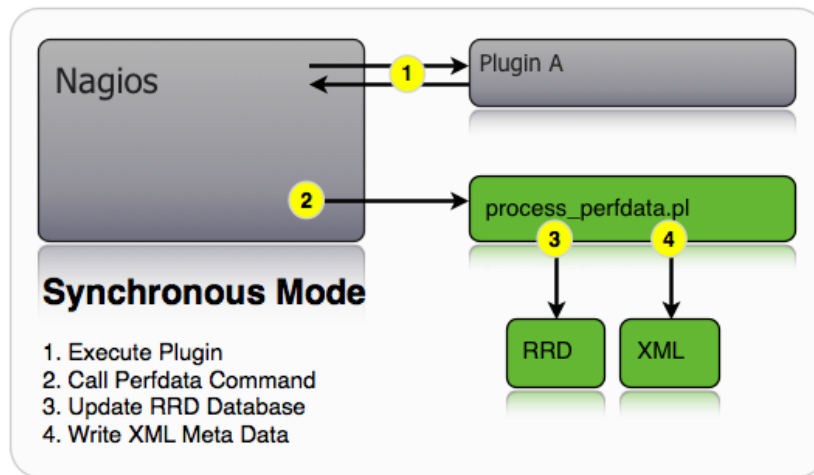 Nagios
1
Plugin A
2
process_perfdata.pl
3
4
RRD
XML
Synchronous Mode
1. Execute Plugin
2. Call Perfdata Command
3. Update RRD Database
4. Write XML Meta Data